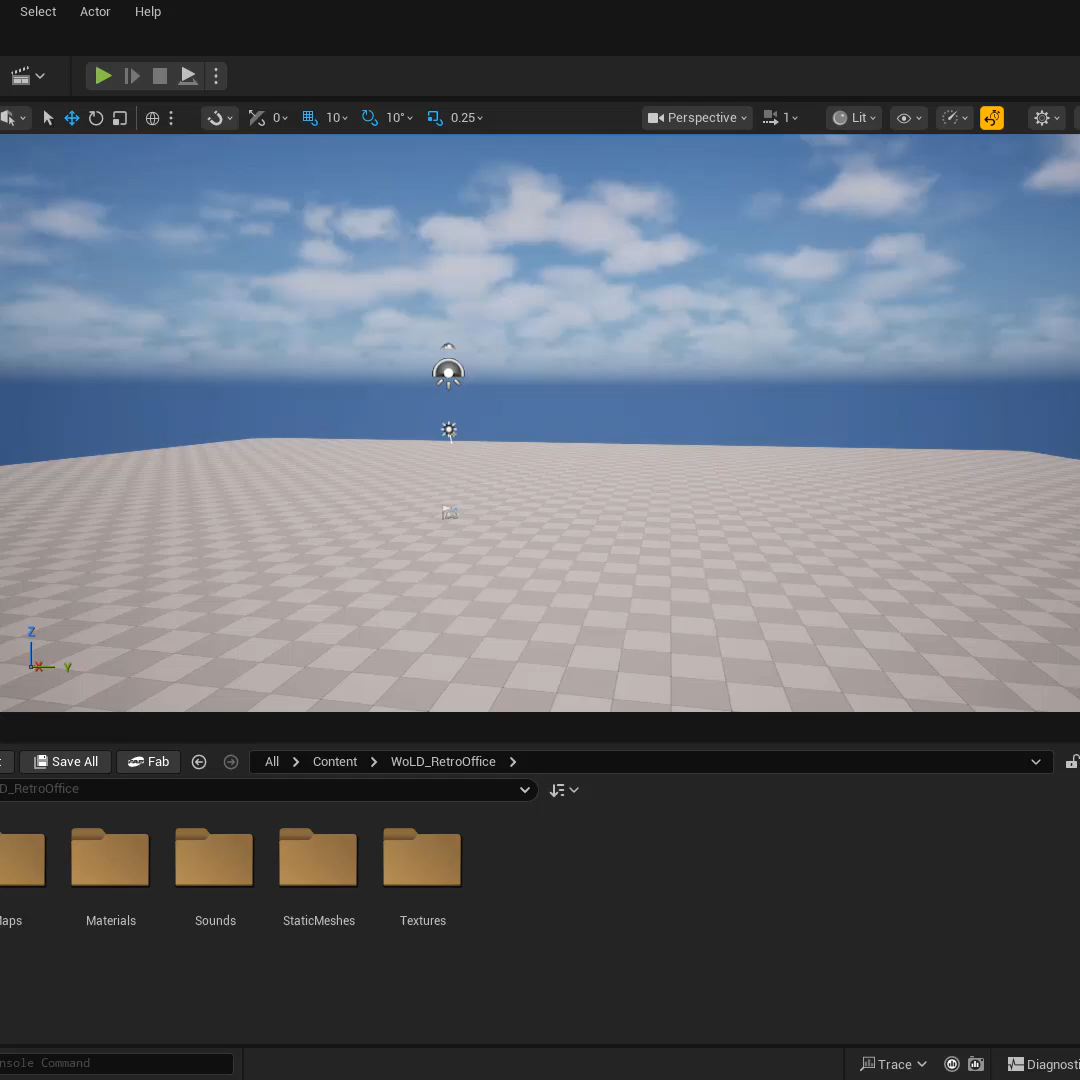 Select Actor Help
0 10 10° 0.25 Perspective 1 Lit
Z
X Y
Save All Fab All Content WoLD_RetroOffice
D_RetroOffice
Materials Sounds StaticMeshes Textures
nsole Command Trace Diagnosti